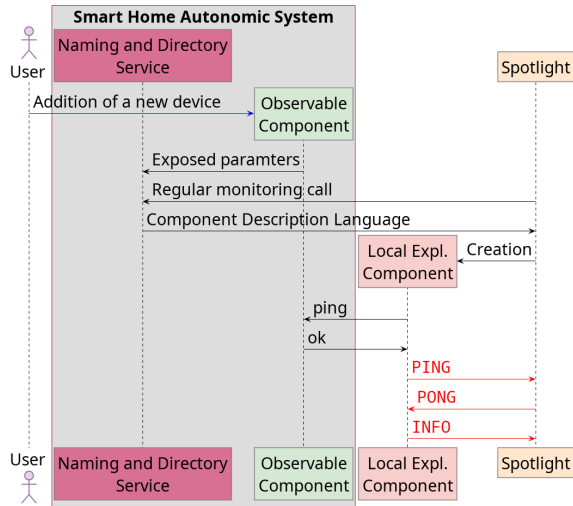 Smart Home Autonomic System
User
Naming and Directory
Service
Spotlight
Addition of a new device
Observable
Component
Exposed paramters
Regular monitoring call
Component Description Language
Local Expl.
Component
Creation
ping
ok
PING
PONG
INFO
User
Naming and Directory
Service
Observable
Component
Local Expl.
Component
Spotlight